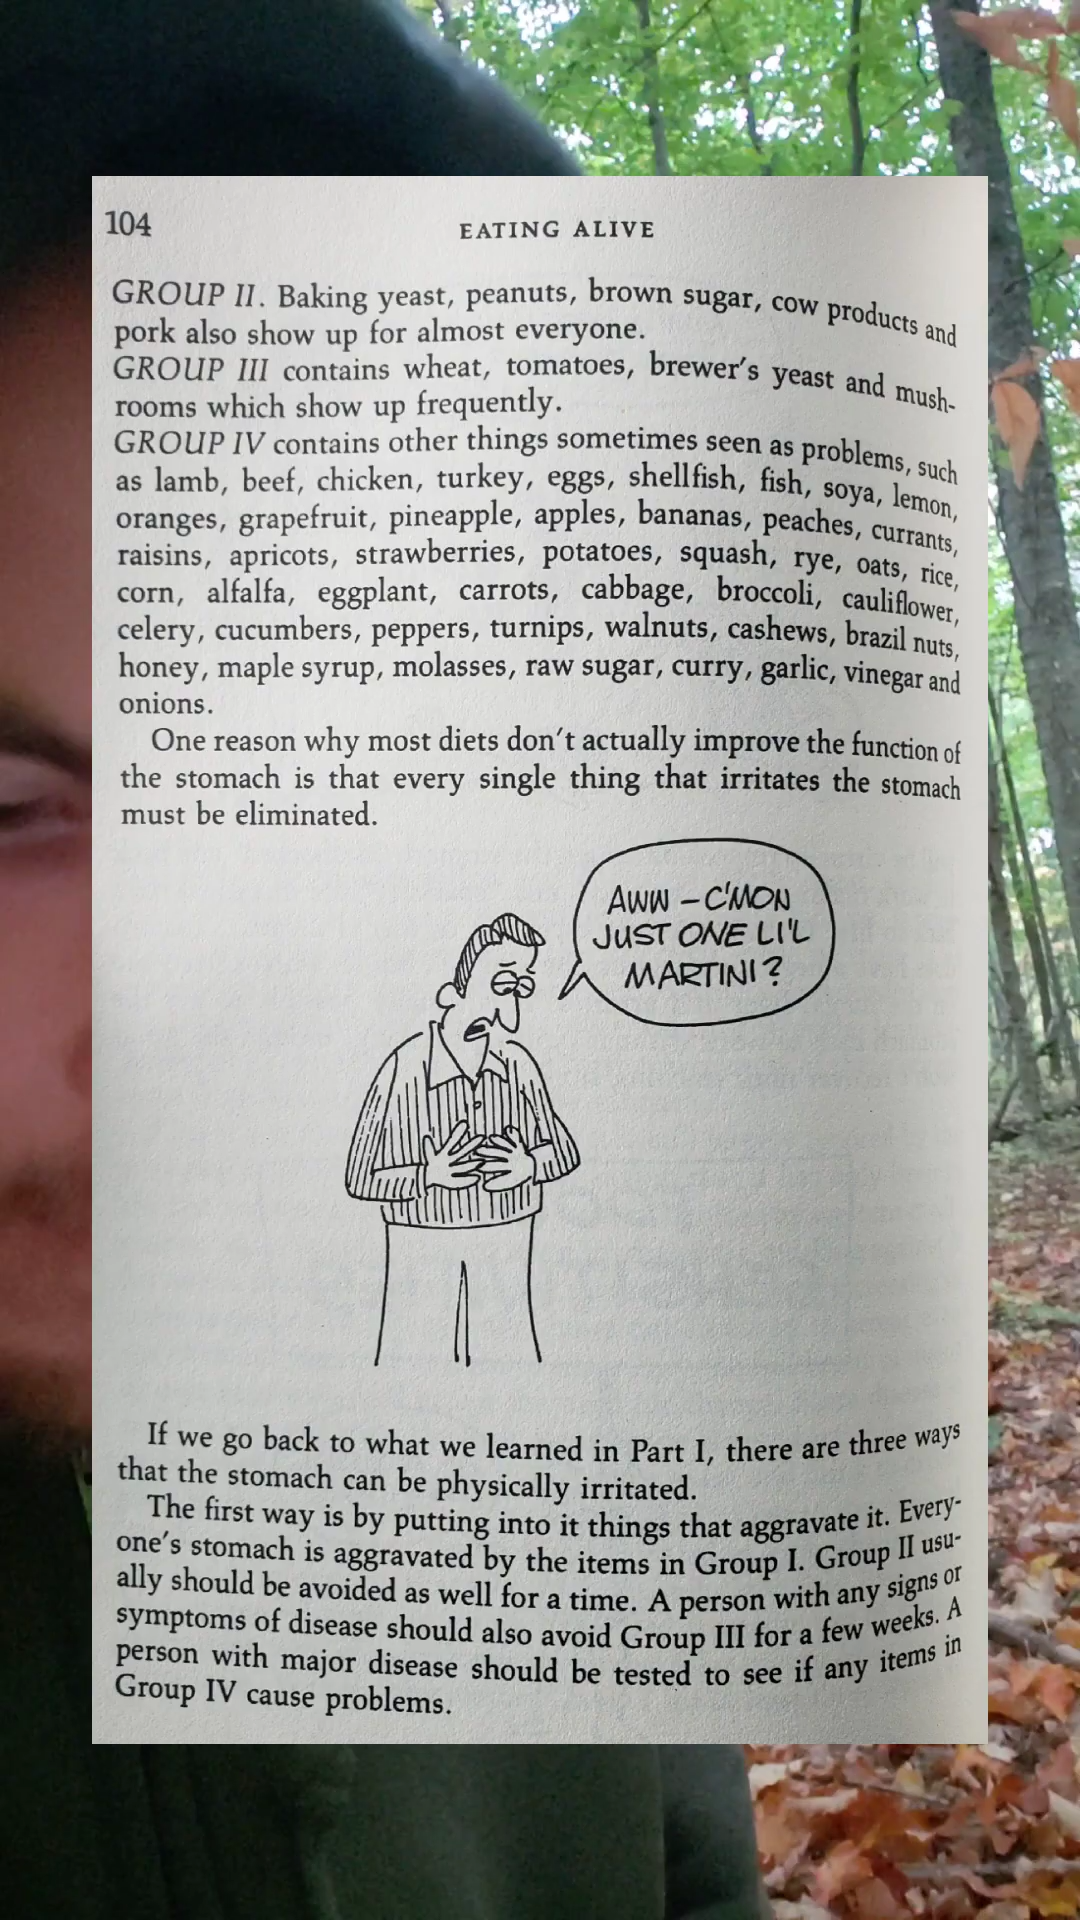 104
EATING ALIVE
GROUP II. Baking yeast, peanuts, brown sugar, cow products and
pork also show up for almost everyone.
GROUP III contains wheat, tomatoes, brewer's yeast and mush-
rooms which show up frequently.
GROUP IV contains other things sometimes seen as problems, such
as lamb, beef, chicken, turkey, eggs, shellfish, fish, soya, lemon,
oranges, grapefruit, pineapple, apples, bananas, peaches, currants,
raisins, apricots, strawberries, potatoes, squash, rye, oats, rice,
corn, alfalfa, eggplant, carrots, cabbage, broccoli, cauliflower,
celery, cucumbers, peppers, turnips, walnuts, cashews, brazil nuts,
honey, maple syrup, molasses, raw sugar, curry, garlic, vinegar and
onions.
One reason why most diets don't actually improve the function of
the stomach is that every single thing that irritates the stomach
must be eliminated.
AWW – C'MON
JUST ONE LI'L
MARTINI?
If we go back to what we learned in Part I, there are three ways
that the stomach can be physically irritated.
The first way is by putting into it things that aggravate it. Every-
one's stomach is aggravated by the items in Group I. Group II usu-
ally should be avoided as well for a time. A person with any signs or
symptoms of disease should also avoid Group III for a few weeks. A
person with major disease should be tested to see if any items in
Group IV cause problems.